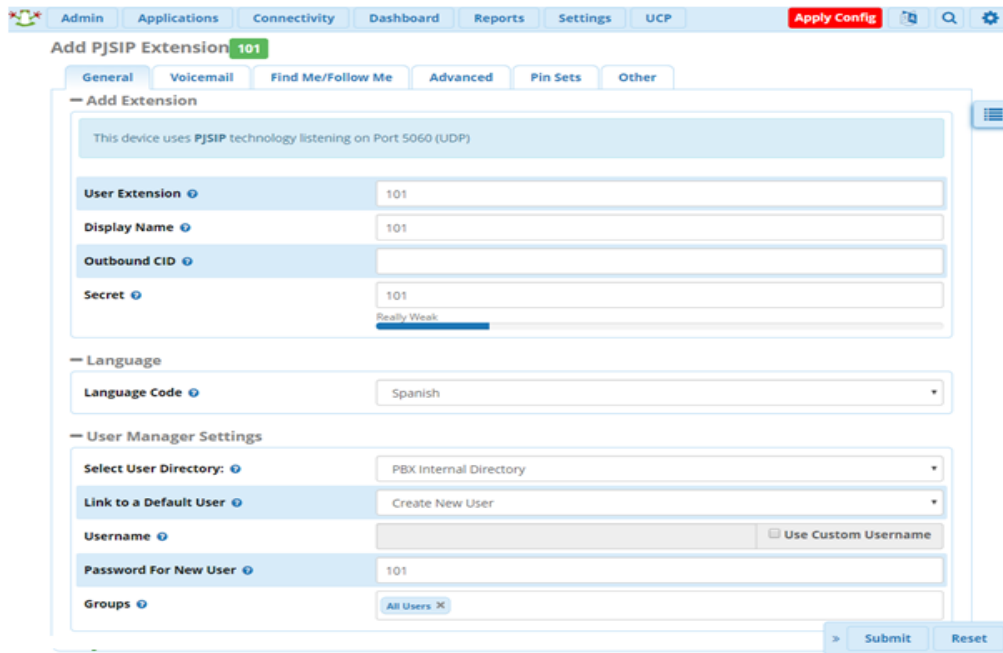 Admin Applications Connectivity Dashboard Reports Settings UCP Apply Config
Add PJSIP Extension 101
General Voicemail Find Me/Follow Me Advanced Pin Sets Other
Add Extension
This device uses PJSIP technology listening on Port 5060 (UDP)
User Extension 101
Display Name 101
Outbound CID
Secret 101
Really Weak
Language
Language Code Spanish
User Manager Settings
Select User Directory: PBX Internal Directory
Link to a Default User Create New User
Username Use Custom Username
Password For New User 101
Groups All Users ×
» Submit Reset